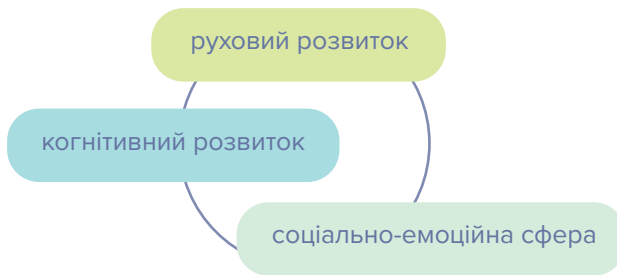 руховий розвиток
когнітивний розвиток
соціально-емоційна сфера